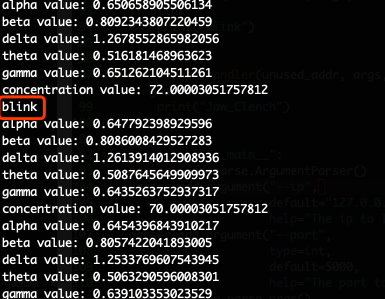 alpha value: 0.650658905506134
beta value: 0.8092343807220459
delta value: 1.2678552865982056
theta value: 0.516181468963623
gamma value: 0.651262104511261
concentration value: 72.00003051757812
blink
alpha value: 0.647792398929596
beta value: 0.8086008429527283
delta value: 1.2613914012908936
theta value: 0.5087645649909973
gamma value: 0.6435263752937317
concentration value: 70.00003051757812
alpha value: 0.6454396843910217
beta value: 0.8057422041893005
delta value: 1.2533769607543945
theta value: 0.5063290596008301
gamma value: 0.639103353023529